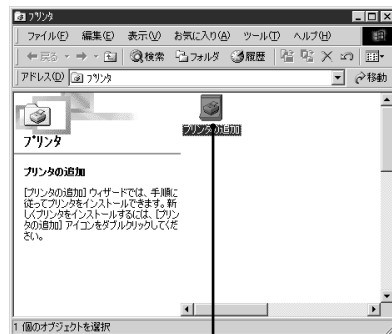 プリンタ
ファイル(F) 編集(E) 表示(V) お気に入り(A) ツール(T) ヘルプ(H)
戻る 検索 フォルダ 履歴
アドレス(D) プリンタ 移動
プリンタの追加
プリンタ
プリンタの追加
[プリンタの追加] ウィザードでは、手順に
従ってプリンタをインストールできます。新
しくプリンタをインストールするには、[プリン
タの追加] アイコンをダブルクリックしてくだ
さい。
1 個のオブジェクトを選択